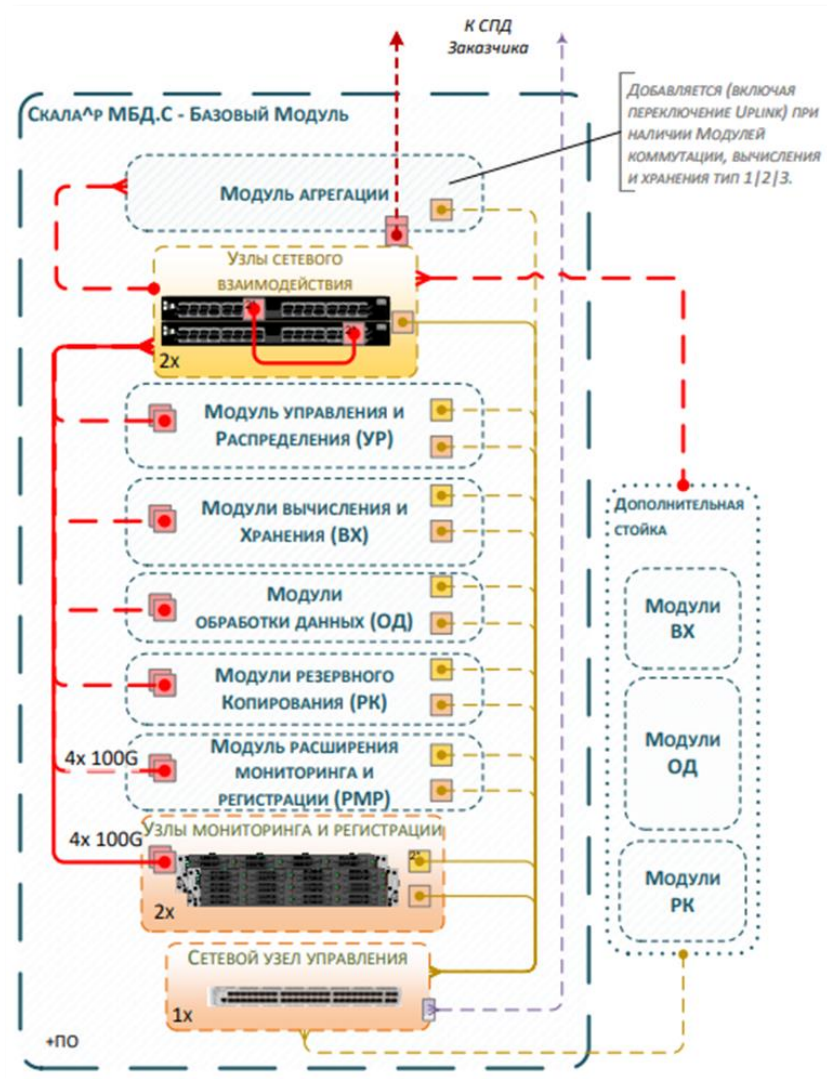 К СПД
Заказчика
Добавляется (включая
переключение Uplink) при
наличии Модулей
коммутации, вычисления
и хранения тип 1|2|3.
Скала^р МБД.С - Базовый Модуль
Модуль агрегации
Узлы сетевого
взаимодействия
2x
Модуль управления и
Распределения (УР)
Модули вычисления и
Хранения (ВХ)
Модули
обработки данных (ОД)
Модули резервного
Копирования (РК)
4x 100G
Модуль расширения
мониторинга и
регистрации (РМР)
4x 100G
Узлы мониторинга и регистрации
2x
Сетевой узел управления
1x
+ПО
Дополнительная
стойка
Модули
ВХ
Модули
ОД
Модули
РК